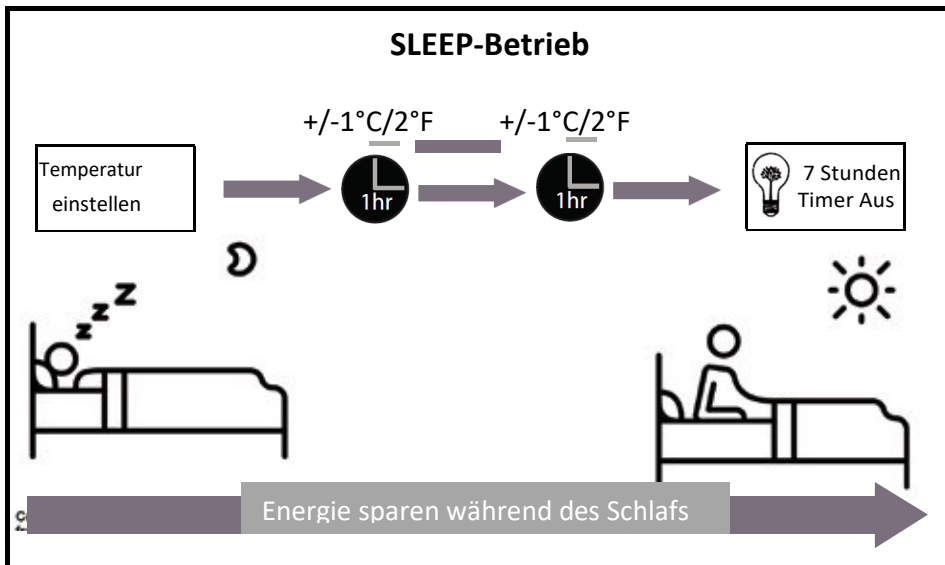 SLEEP-Betrieb
+/-1°C/2°F
+/-1°C/2°F
Temperatur
einstellen
1hr
1hr
7 Stunden
Timer Aus
z z Z
Energie sparen während des Schlafs